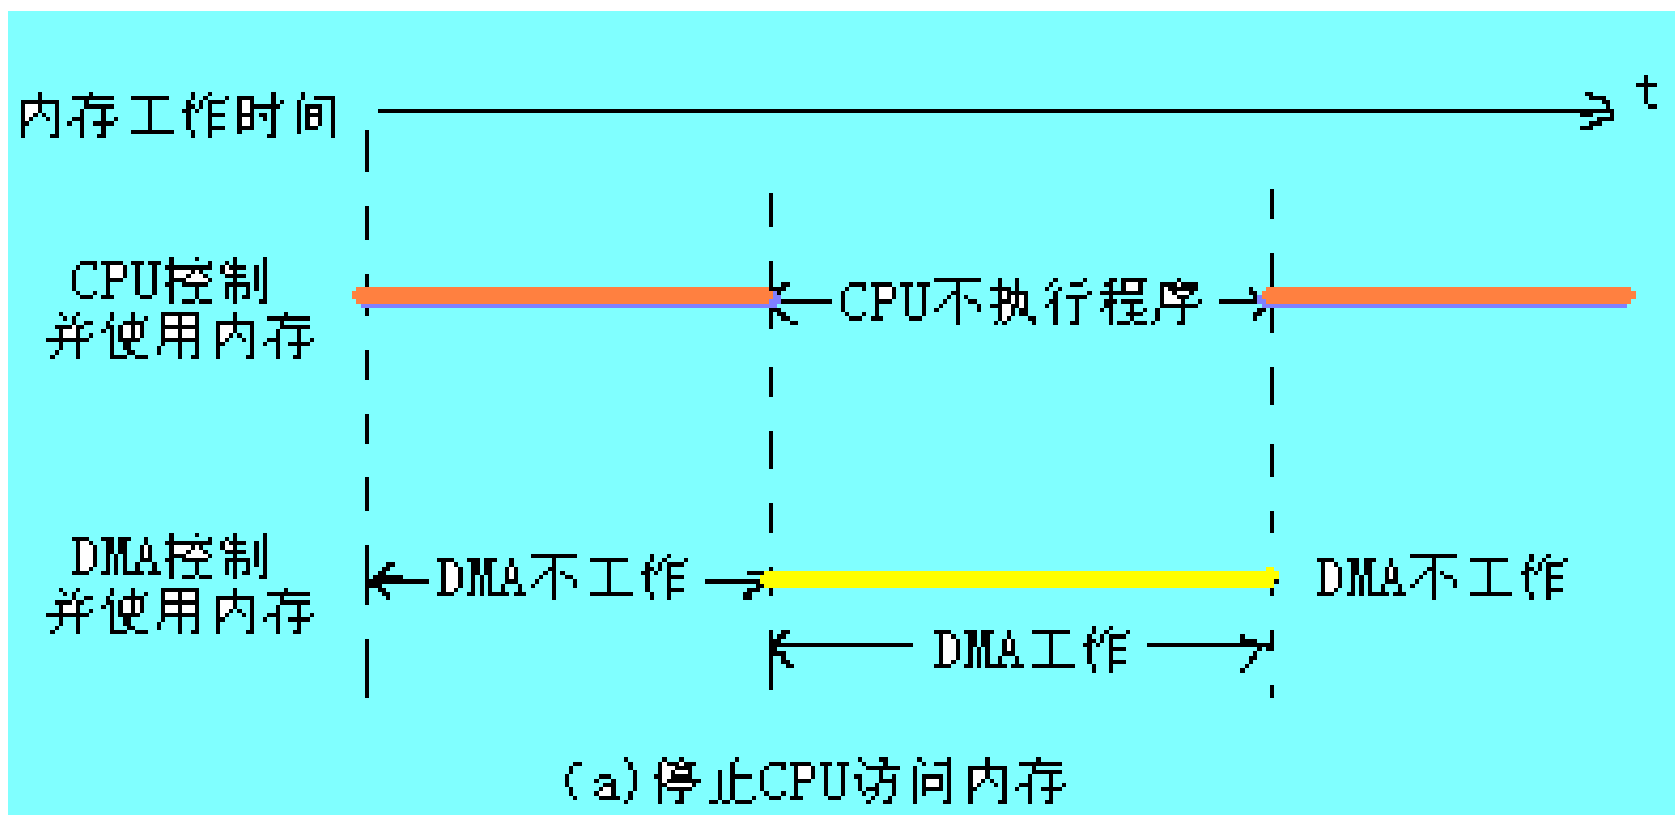 内存工作时间
t
CPU控制
并使用内存
CPU不执行程序
DMA控制
并使用内存
DMA不工作
DMA不工作
DMA工作
(a)停止CPU访问内存